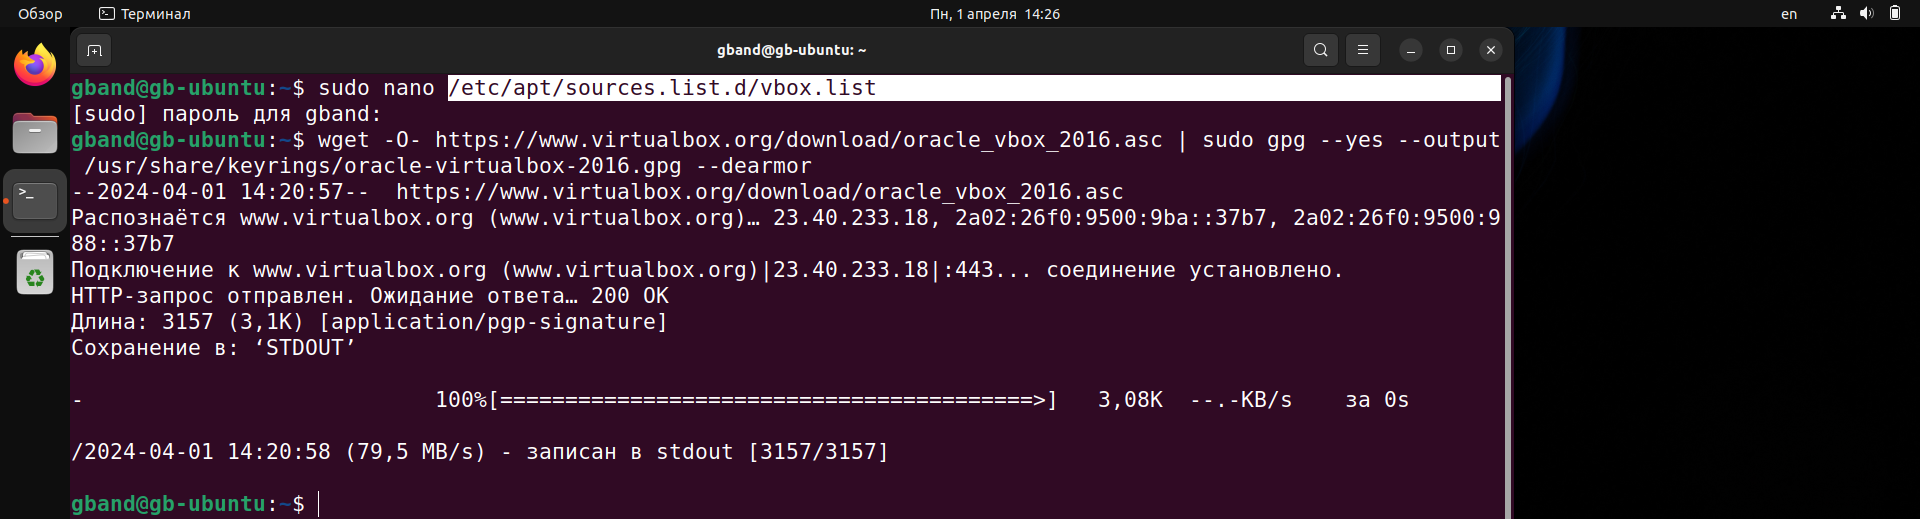 Обзор Терминал Пн, 1 апреля 14:26 en
gband@gb-ubuntu: ~
gband@gb-ubuntu:~$ sudo nano /etc/apt/sources.list.d/vbox.list
[sudo] пароль для gband:
gband@gb-ubuntu:~$ wget -O- https://www.virtualbox.org/download/oracle_vbox_2016.asc | sudo gpg --yes --output
/usr/share/keyrings/oracle-virtualbox-2016.gpg --dearmor
--2024-04-01 14:20:57--  https://www.virtualbox.org/download/oracle_vbox_2016.asc
Распознаётся www.virtualbox.org (www.virtualbox.org)… 23.40.233.18, 2a02:26f0:9500:9ba::37b7, 2a02:26f0:9500:9
88::37b7
Подключение к www.virtualbox.org (www.virtualbox.org)|23.40.233.18|:443... соединение установлено.
HTTP-запрос отправлен. Ожидание ответа… 200 OK
Длина: 3157 (3,1K) [application/pgp-signature]
Сохранение в: ‘STDOUT’
- 100%[=========================================>] 3,08K --.-KB/s за 0s
/2024-04-01 14:20:58 (79,5 MB/s) - записан в stdout [3157/3157]
gband@gb-ubuntu:~$